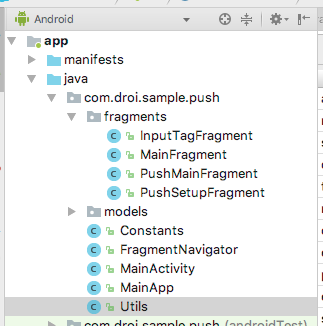 Android
app
manifests
java
com.droi.sample.push
fragments
InputTagFragment
MainFragment
PushMainFragment
PushSetupFragment
models
Constants
FragmentNavigator
MainActivity
MainApp
Utils
com.droi.sample.push (androidTest)